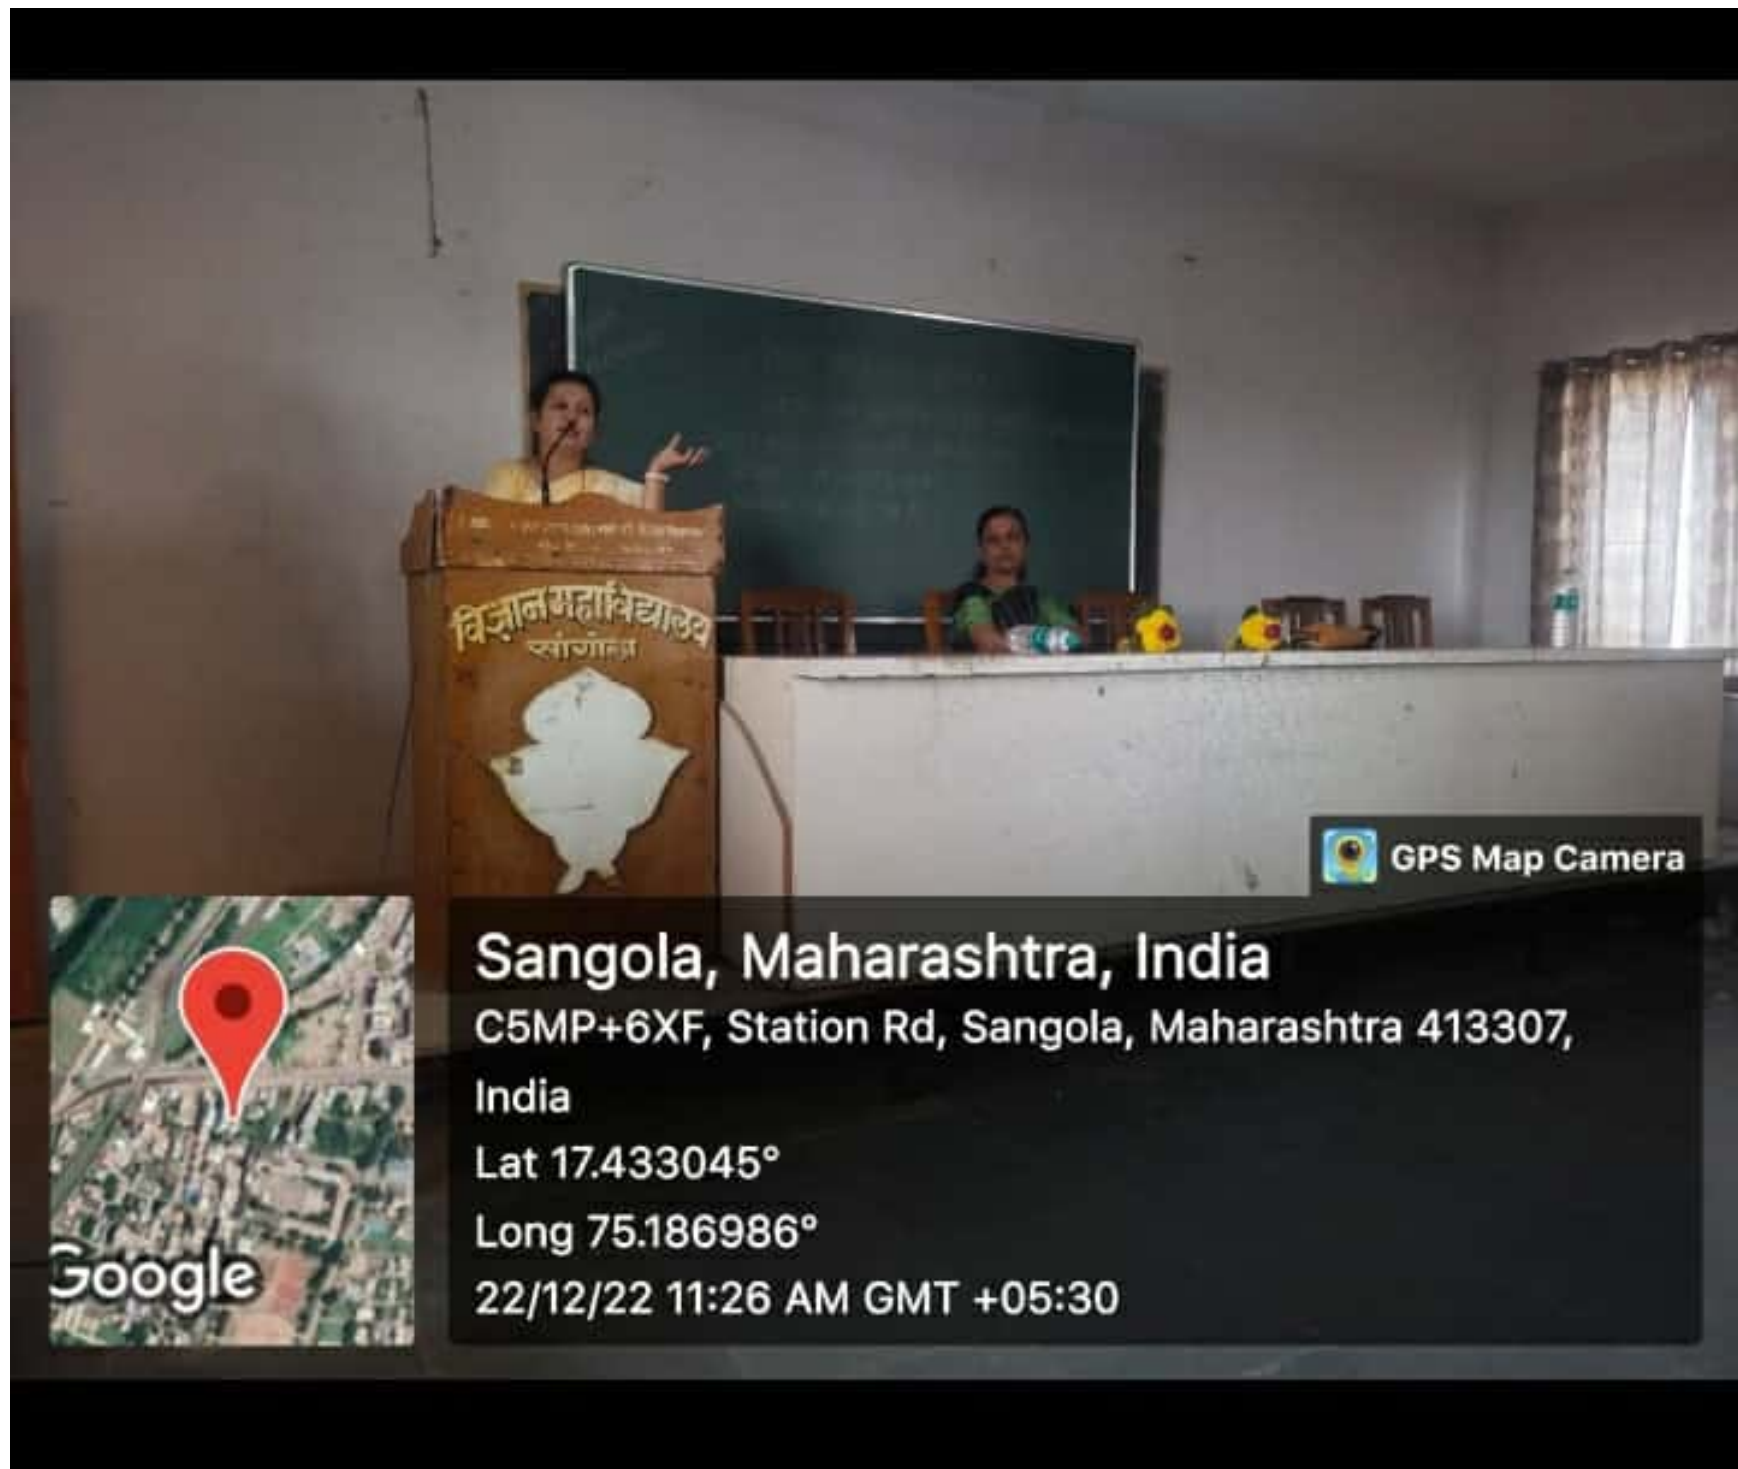 विज्ञान महाविद्यालय
सांगोला
GPS Map Camera
Sangola, Maharashtra, India
C5MP+6XF, Station Rd, Sangola, Maharashtra 413307,
India
Lat 17.433045°
Long 75.186986°
22/12/22 11:26 AM GMT +05:30
Google